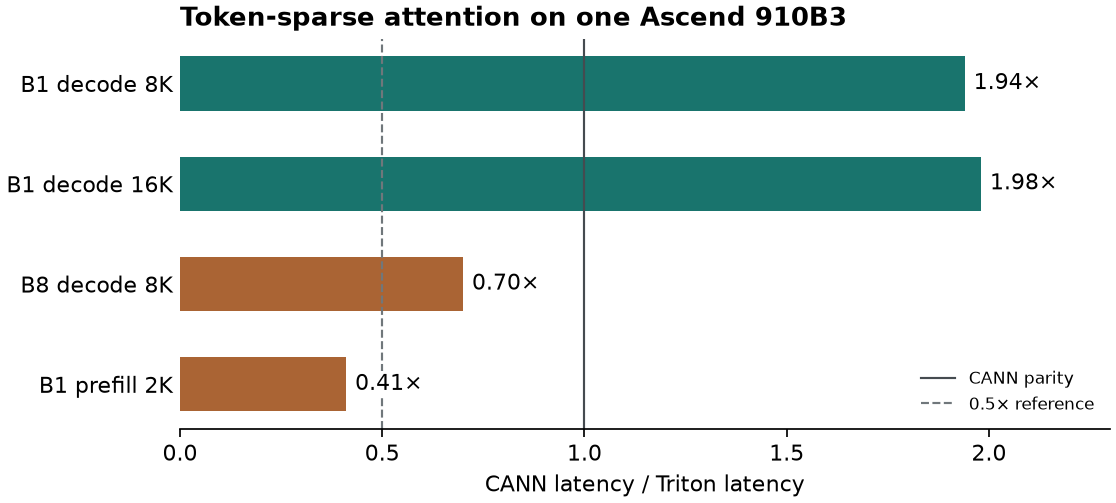 Token-sparse attention on one Ascend 910B3
B1 decode 8K
1.94×
B1 decode 16K
1.98×
B8 decode 8K
0.70×
B1 prefill 2K
0.41×
CANN parity
0.5× reference
0.0 0.5 1.0 1.5 2.0
CANN latency / Triton latency